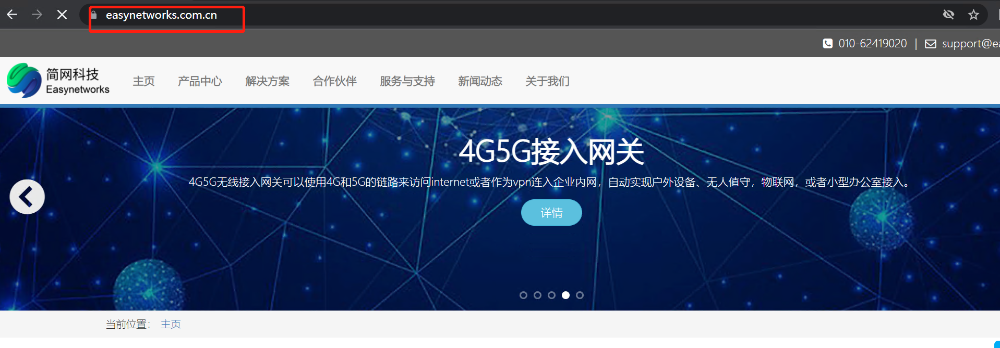 easynetworks.com.cn
010-62419020 | support@ea
简网科技
Easynetworks
主页 产品中心 解决方案 合作伙伴 服务与支持 新闻动态 关于我们
4G5G接入网关
4G5G无线接入网关可以使用4G和5G的链路来访问internet或者作为vpn连入企业内网，自动实现户外设备、无人值守，物联网，或者小型办公室接入。
详情
当前位置： 主页